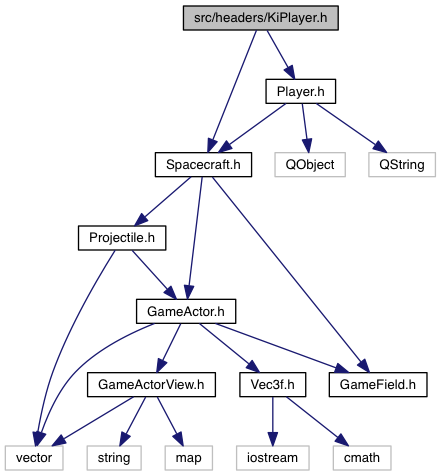 src/headers/KiPlayer.h
Player.h
Spacecraft.h
QObject
QString
Projectile.h
GameActor.h
GameActorView.h
Vec3f.h
GameField.h
vector
string
map
iostream
cmath